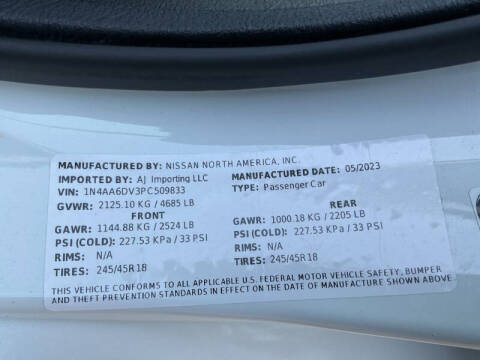 MANUFACTURED BY: NISSAN NORTH AMERICA, INC.
IMPORTED BY: AJ Importing LLC MANUFACTURED DATE: 05/2023
VIN: 1N4AA6DV3PC509833 TYPE: Passenger Car
GVWR: 2125.10 KG / 4685 LB
FRONT REAR
GAWR: 1144.88 KG / 2524 LB GAWR: 1000.18 KG / 2205 LB
PSI (COLD): 227.53 KPA / 33 PSI PSI (COLD): 227.53 KPA / 33 PSI
RIMS: N/A RIMS: N/A
TIRES: 245/45R18 TIRES: 245/45R18
THIS VEHICLE CONFORMS TO ALL APPLICABLE U.S. FEDERAL MOTOR VEHICLE SAFETY, BUMPER
AND THEFT PREVENTION STANDARDS IN EFFECT ON THE DATE OF MANUFACTURE SHOWN ABOVE.